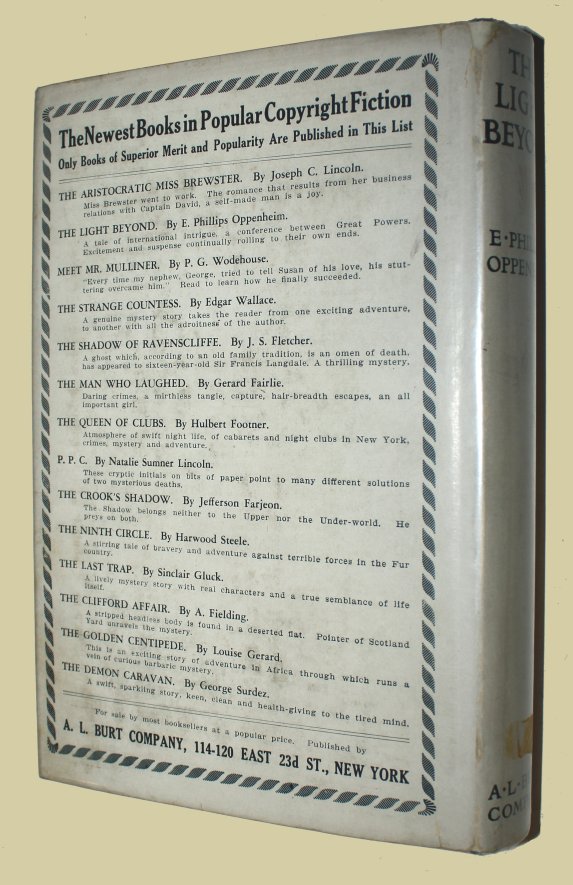 The Newest Books in Popular Copyright Fiction
Only Books of Superior Merit and Popularity Are Published in This List
THE ARISTOCRATIC MISS BREWSTER. By Joseph C. Lincoln.
Miss Brewster went to work. The romance that results from her business
relations with Captain David, a self-made man is a joy.
THE LIGHT BEYOND. By E. Phillips Oppenheim.
A tale of international intrigue, a conference between Great Powers.
Excitement and suspense continually rolling to their own ends.
MEET MR. MULLINER. By P. G. Wodehouse.
"Every time my nephew, George, tried to tell Susan of his love, his stut-
tering overcame him." Read to learn how he finally succeeded.
THE STRANGE COUNTESS. By Edgar Wallace.
A genuine mystery story takes the reader from one exciting adventure,
to another with all the adroitness of the author.
THE SHADOW OF RAVENSCLIFFE. By J. S. Fletcher.
A ghost which, according to an old family tradition, is an omen of death,
has appeared to sixteen-year-old Sir Francis Langdale. A thrilling mystery.
THE MAN WHO LAUGHED. By Gerard Fairlie.
Daring crimes, a mirthless tangle, capture, hair-breadth escapes, an all
important girl.
THE QUEEN OF CLUBS. By Hulbert Footner.
Atmosphere of swift night life, of cabarets and night clubs in New York,
crimes, mystery and adventure.
P. P. C. By Natalie Sumner Lincoln.
These cryptic initials on bits of paper point to many different solutions
of two mysterious deaths.
THE CROOK'S SHADOW. By Jefferson Farjeon.
The Shadow belongs neither to the Upper nor the Under-world. He
preys on both.
THE NINTH CIRCLE. By Harwood Steele.
A stirring tale of bravery and adventure against terrible forces in the Fur
country.
THE LAST TRAP. By Sinclair Gluck.
A lively mystery story with real characters and a true semblance of life
itself.
THE CLIFFORD AFFAIR. By A. Fielding.
A stripped headless body is found in a deserted flat. Pointer of Scotland
Yard unravels the mystery.
THE GOLDEN CENTIPEDE. By Louise Gerard.
This is an exciting story of adventure in Africa through which runs a
vein of curious barbaric mystery.
THE DEMON CARAVAN. By George Surdez.
A swift, sparkling story, keen, clean and health-giving to the tired mind.
For sale by most booksellers at a popular price. Published by
A. L. BURT COMPANY, 114-120 EAST 23d ST., NEW YORK
TH
LIG
BEYO
E·PHI
OPPEN
A·L·B
COM